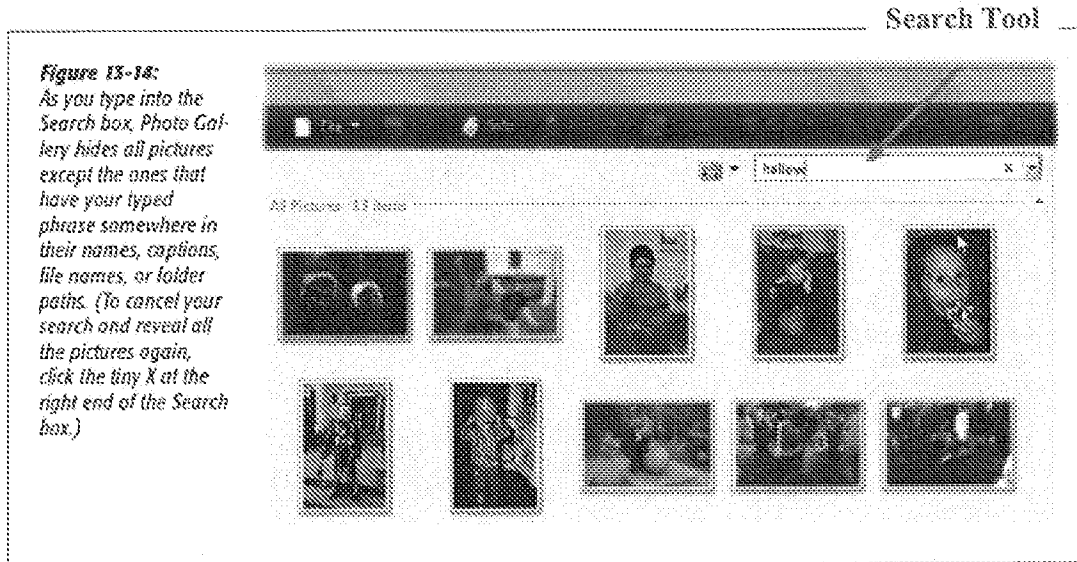 Search Tool
Figure 13-14:
As you type into the
Search box, Photo Gal-
lery hides all pictures
except the ones that
have your typed
phrase somewhere in
their names, captions,
file names, or folder
paths. (To cancel your
search and reveal all
the pictures again,
click the tiny X at the
right end of the Search
box.)
hallow
x
All Pictures